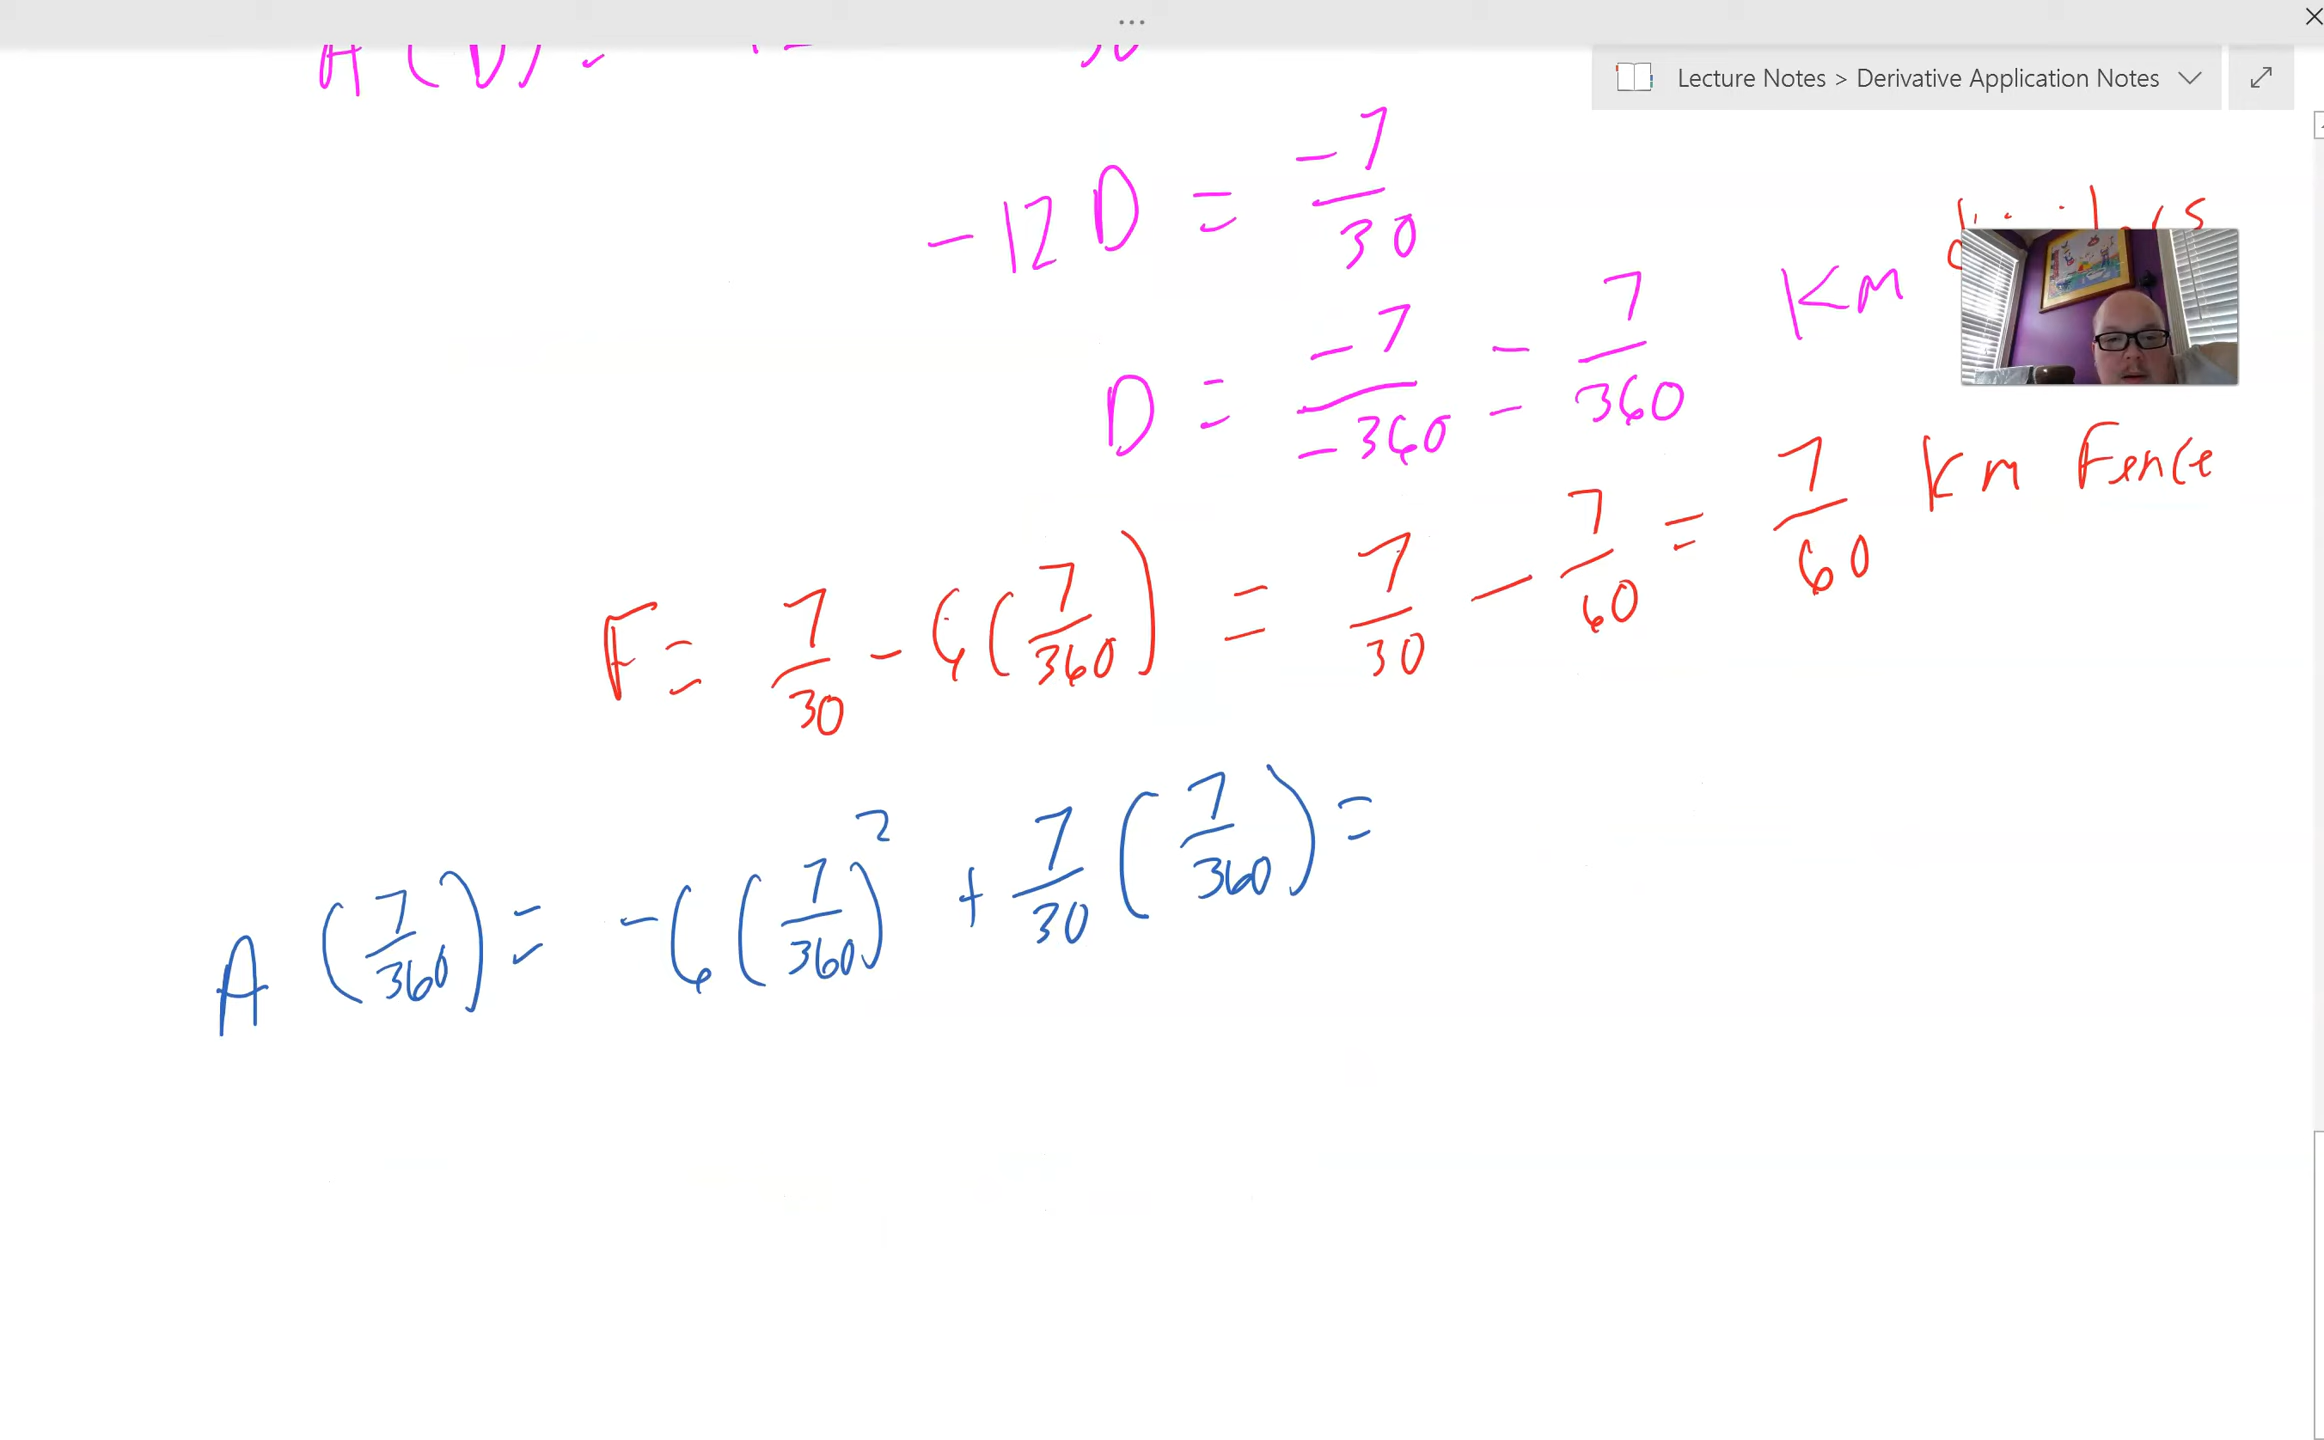 ...
Lecture Notes > Derivative Application Notes
-12D = -7/30
D = -7/-360 = 7/360 Km
F = 7/30 - 6(7/360) = 7/30 - 7/60 = 7/60 Km Fence
A(7/360) = -6(7/360)² + 7/30(7/360) =